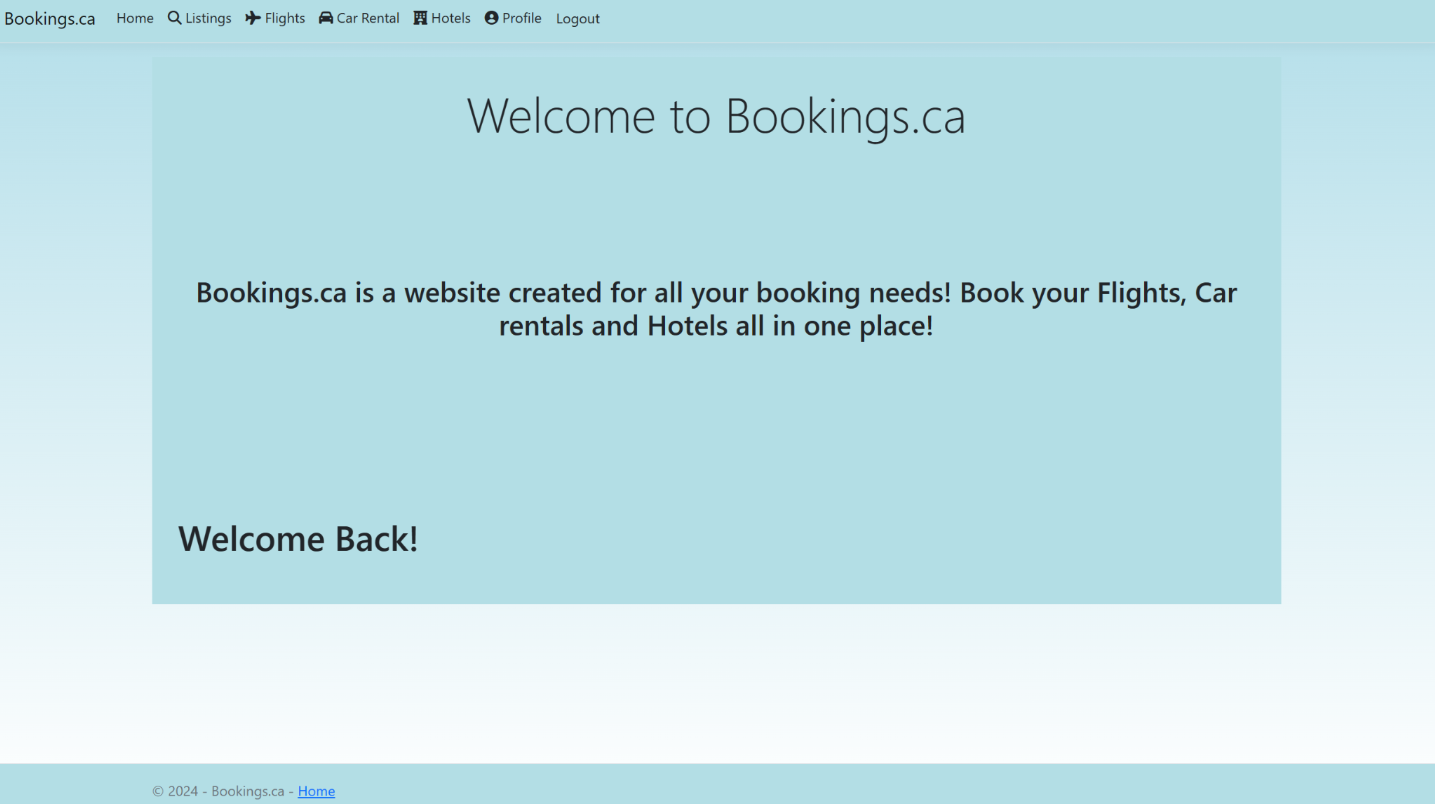 Bookings.ca Home Listings Flights Car Rental Hotels Profile Logout
Welcome to Bookings.ca
Bookings.ca is a website created for all your booking needs! Book your Flights, Car
rentals and Hotels all in one place!
Welcome Back!
© 2024 - Bookings.ca - Home